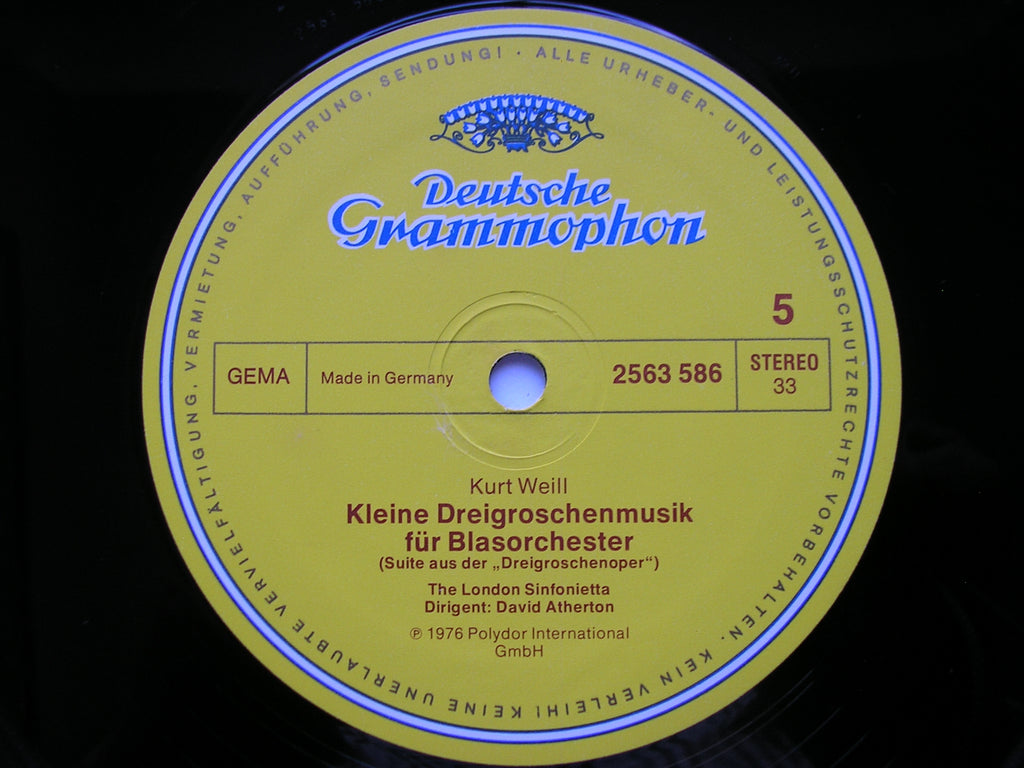 ALLE URHEBER- UND LEISTUNGSSCHUTZRECHTE VORBEHALTEN. KEIN VERLEIH! KEINE UNERLAUBTE VERVIELFÄLTIGUNG, VERMIETUNG, AUFFÜHRUNG, SENDUNG! ·
Deutsche
Grammophon
5
GEMA
Made in Germany
2563 586
STEREO
33
Kurt Weill
Kleine Dreigroschenmusik
für Blasorchester
(Suite aus der „Dreigroschenoper“)
The London Sinfonietta
Dirigent: David Atherton
℗ 1976 Polydor International
GmbH